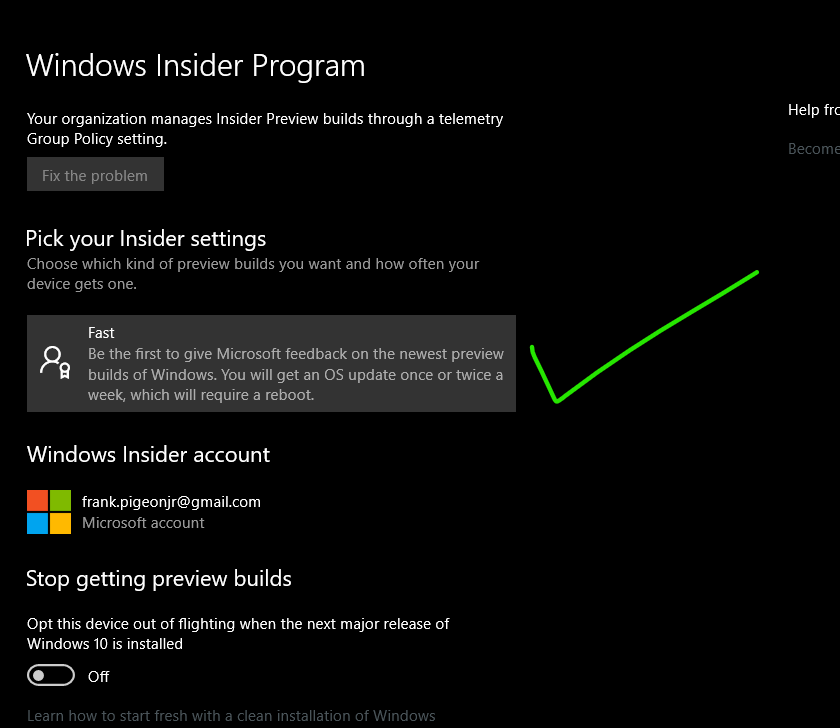 Windows Insider Program
Help fro
Your organization manages Insider Preview builds through a telemetry
Group Policy setting.
Become
Fix the problem
Pick your Insider settings
Choose which kind of preview builds you want and how often your
device gets one.
Fast
Be the first to give Microsoft feedback on the newest preview
builds of Windows. You will get an OS update once or twice a
week, which will require a reboot.
Windows Insider account
frank.pigeonjr@gmail.com
Microsoft account
Stop getting preview builds
Opt this device out of flighting when the next major release of
Windows 10 is installed
Off
Learn how to start fresh with a clean installation of Windows